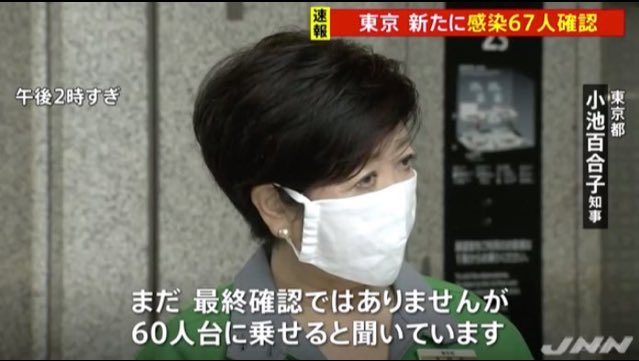 速報
東京 新たに感染67人確認
午後2時すぎ
23
東京都
小池百合子知事
まだ 最終確認ではありませんが
60人台に乗せると聞いています
JNN